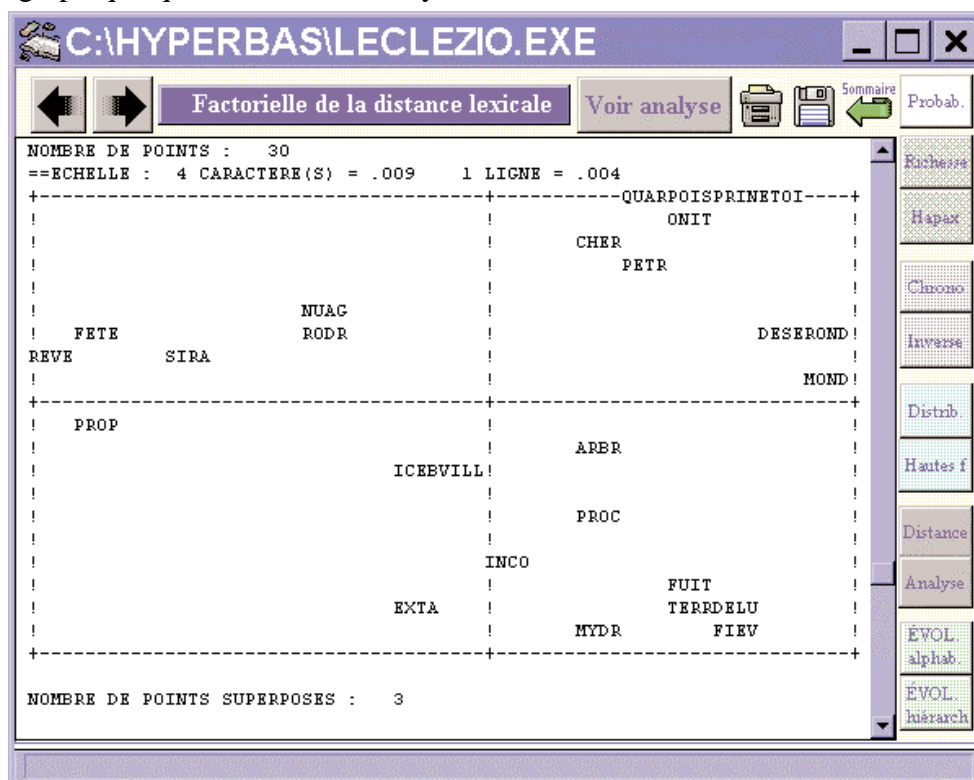 C:\HYPERBAS\LECLEZIO.EXE
Factorielle de la distance lexicale
Voir analyse
Sommaire
Probab.
NOMBRE DE POINTS : 30
==ECHELLE : 4 CARACTERE(S) = .009 1 LIGNE = .004
+---------------------------------------+-----------QUARPOISPRINETOI----+
! ! ONIT !
! ! CHER !
! ! PETR !
! ! !
! NUAG ! !
! FETE RODR ! DESEROND!
REVE SIRA ! !
! ! MOND!
+---------------------------------------+--------------------------------+
! PROP ! !
! ! ARBR !
! ICEBVILL! !
! ! !
! ! PROC !
! ! !
! INCO !
! ! FUIT !
! EXTA ! TERRDELU !
! ! MYDR FIEV !
+---------------------------------------+--------------------------------+
NOMBRE DE POINTS SUPERPOSES : 3
Richesse
Hapax
Chrono
Inverse
Distrib.
Hautes f
Distance
Analyse
ÉVOL.
alphab.
ÉVOL.
hiérarch